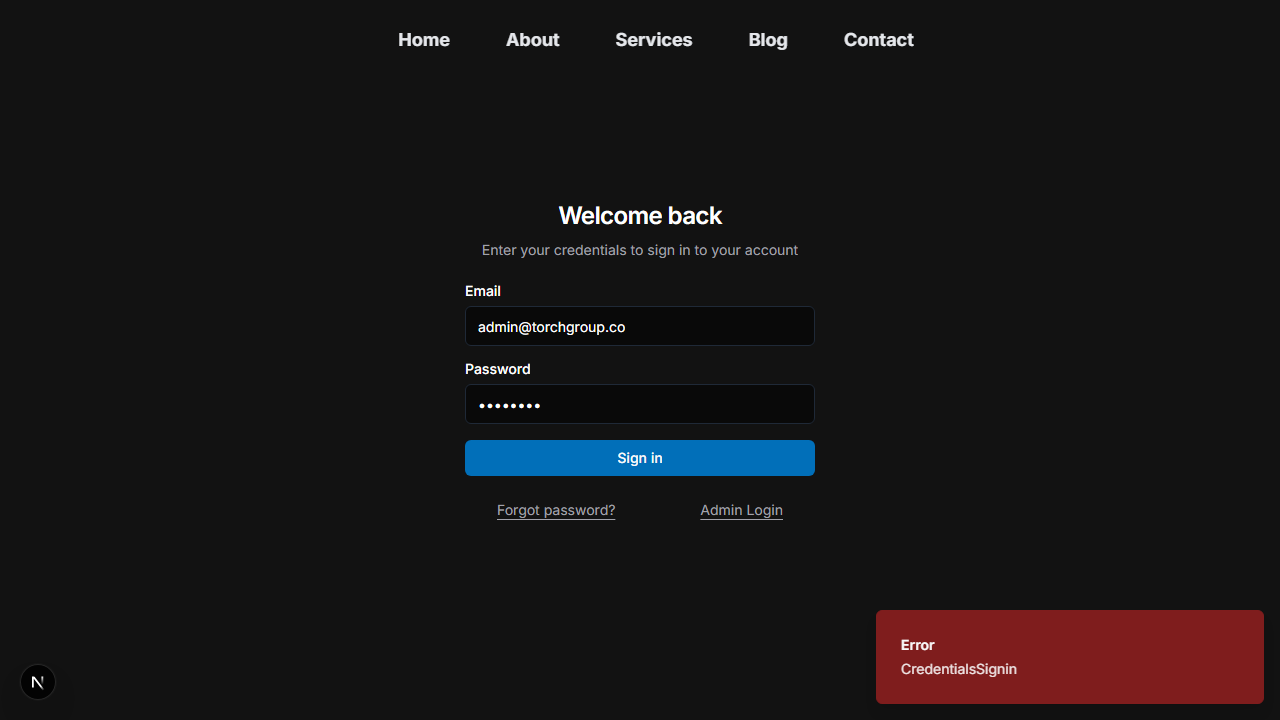 Home About Services Blog Contact
Welcome back
Enter your credentials to sign in to your account
Email
admin@torchgroup.co
Password
••••••••
Sign in
Forgot password? Admin Login
Error
CredentialsSignin
N